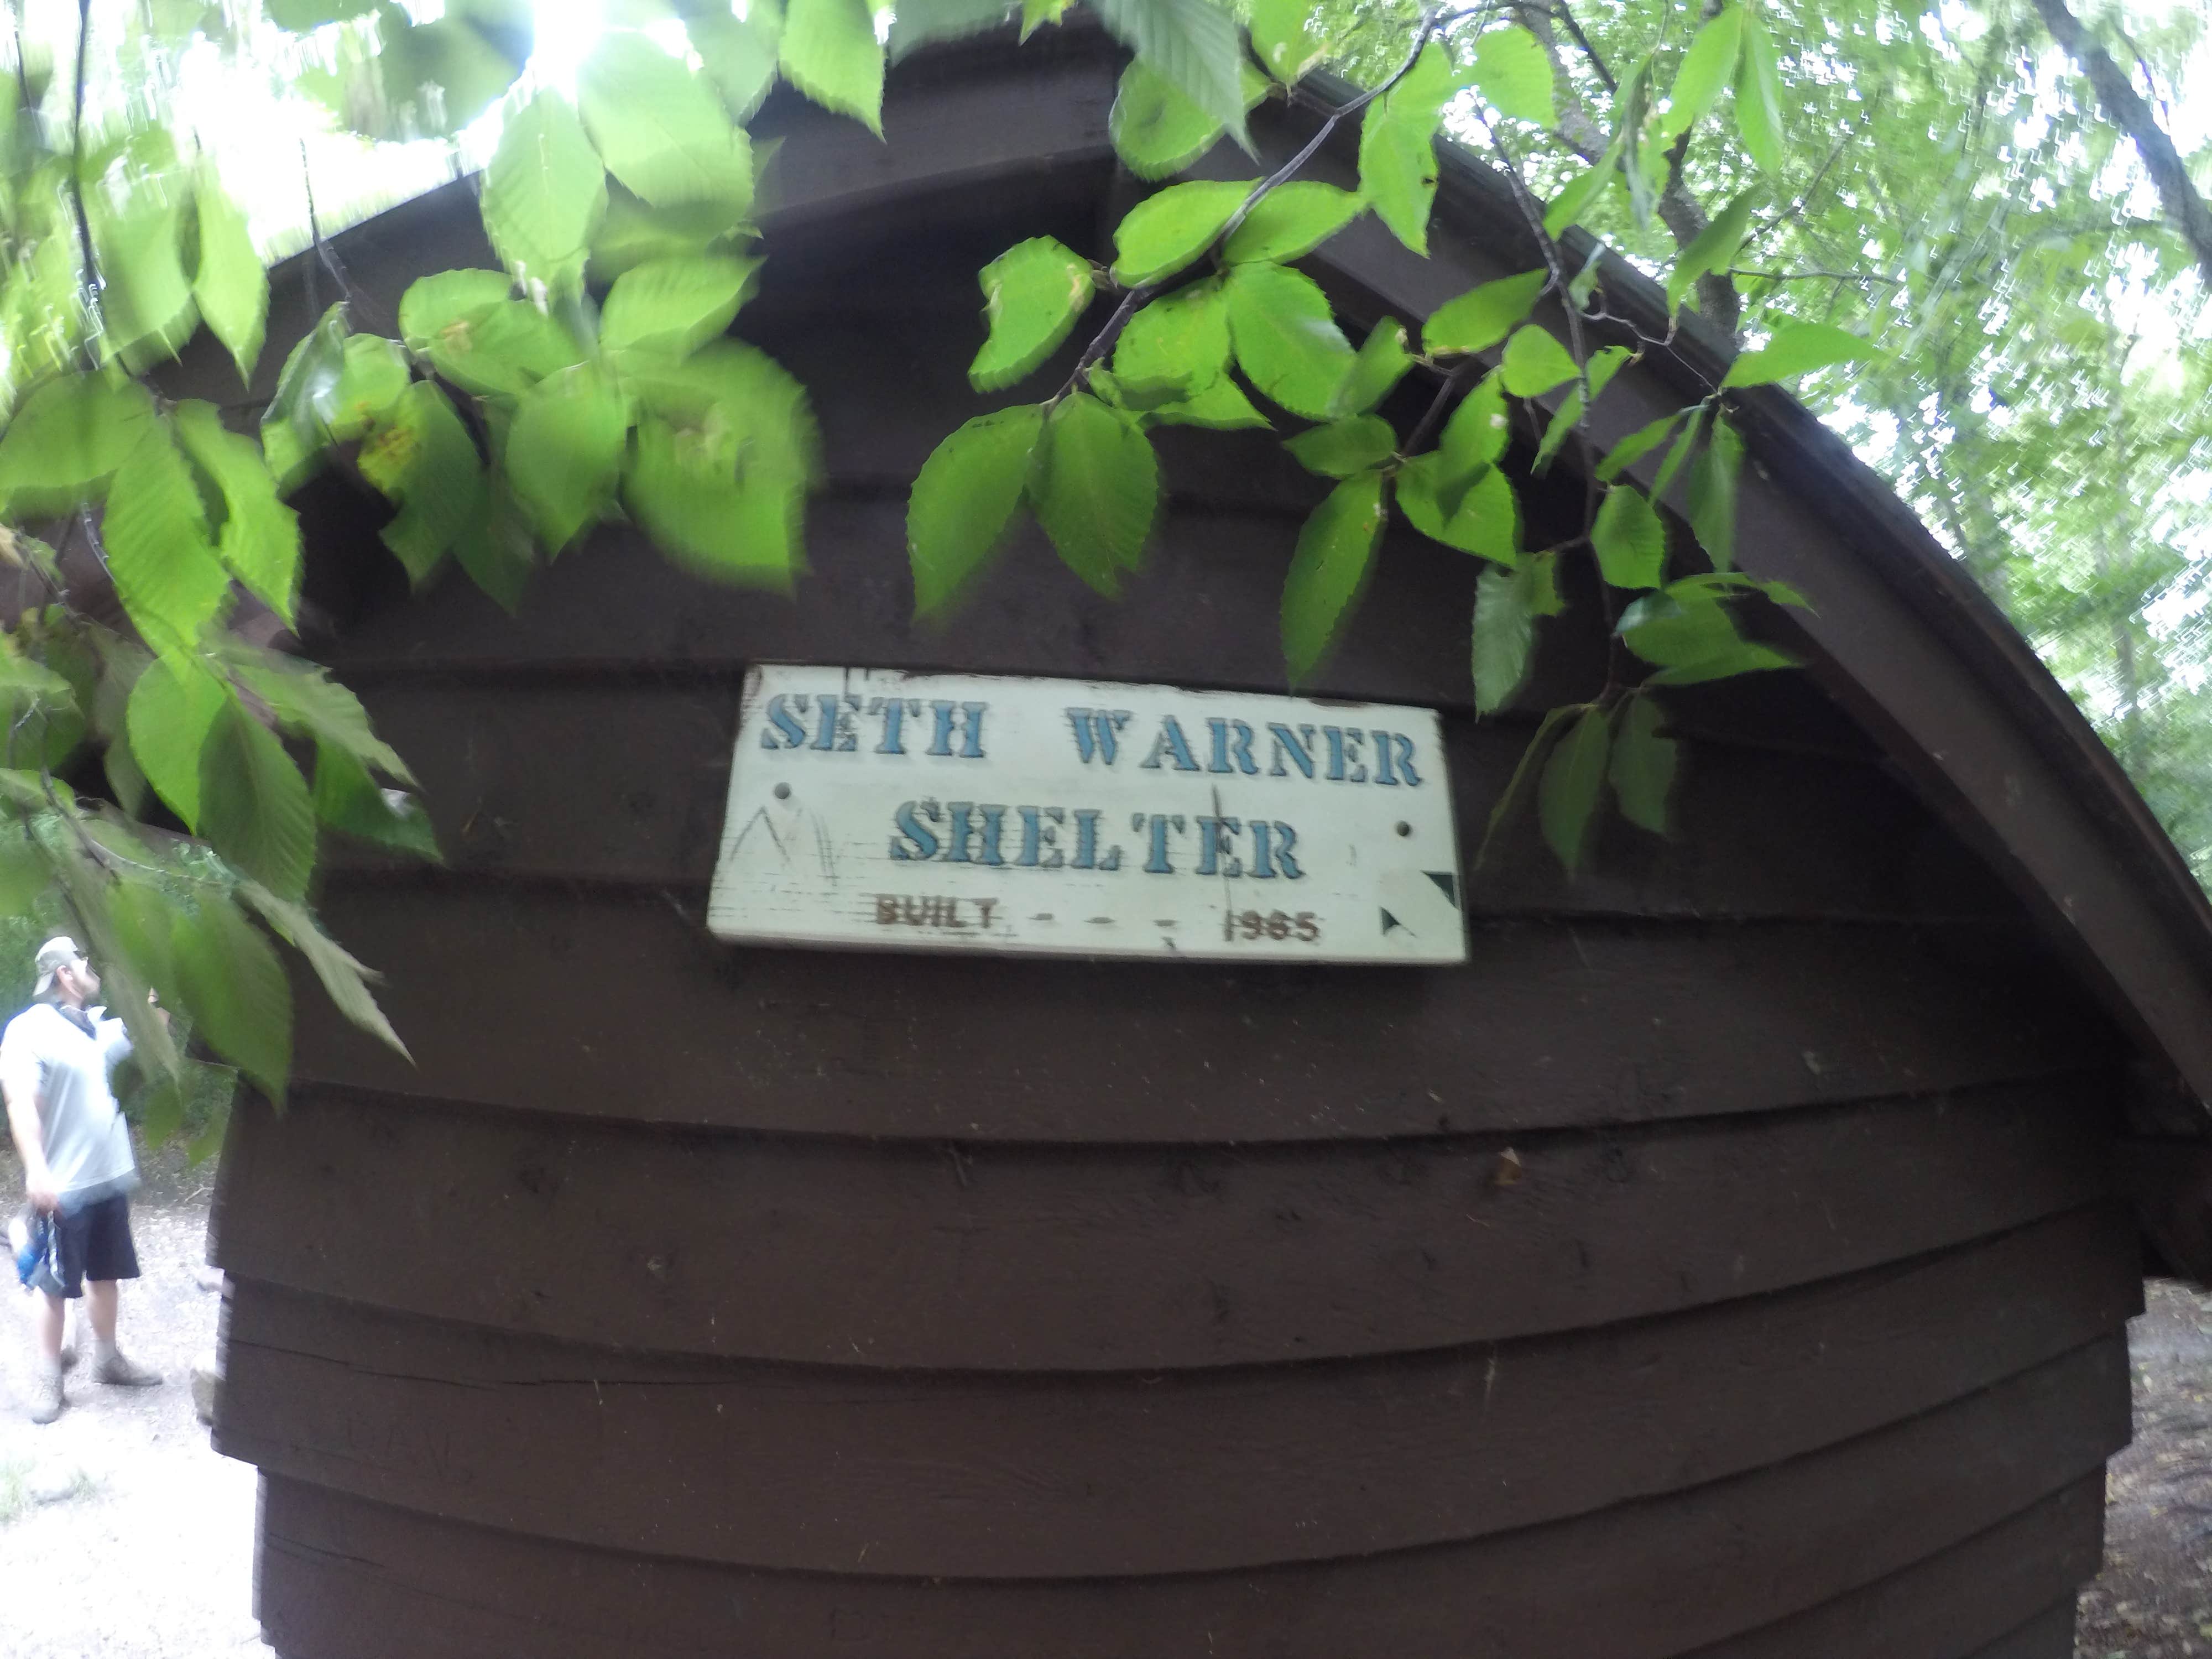 SETH WARNER
SHELTER
BUILT - - - 1965